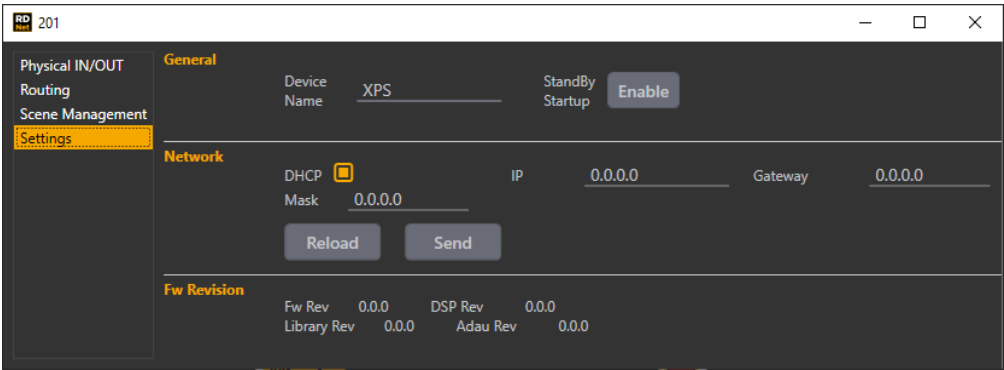 RD
Net
201
Physical IN/OUT
Routing
Scene Management
Settings
General
Device
Name
XPS
StandBy
Startup
Enable
Network
DHCP
IP
0.0.0.0
Gateway
0.0.0.0
Mask
0.0.0.0
Reload
Send
Fw Revision
Fw Rev 0.0.0 DSP Rev 0.0.0
Library Rev 0.0.0 Adau Rev 0.0.0